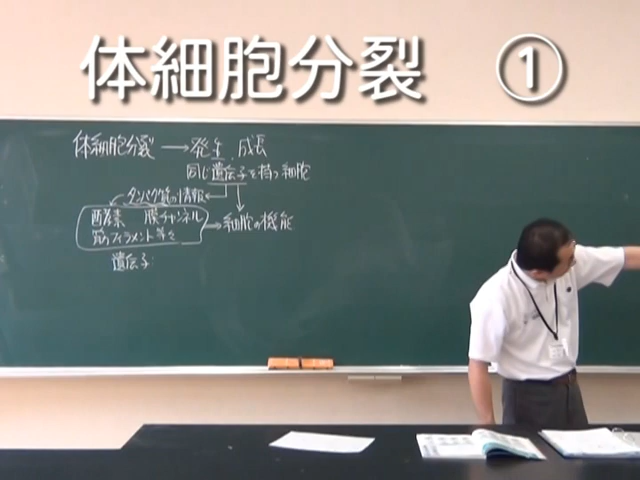 体細胞分裂 ①
体細胞分裂 → 発生、成長
同じ遺伝子を持つ細胞
タンパク質の情報
酵素 膜チャンネル
筋フィラメント等々
→ 細胞の機能
遺伝子